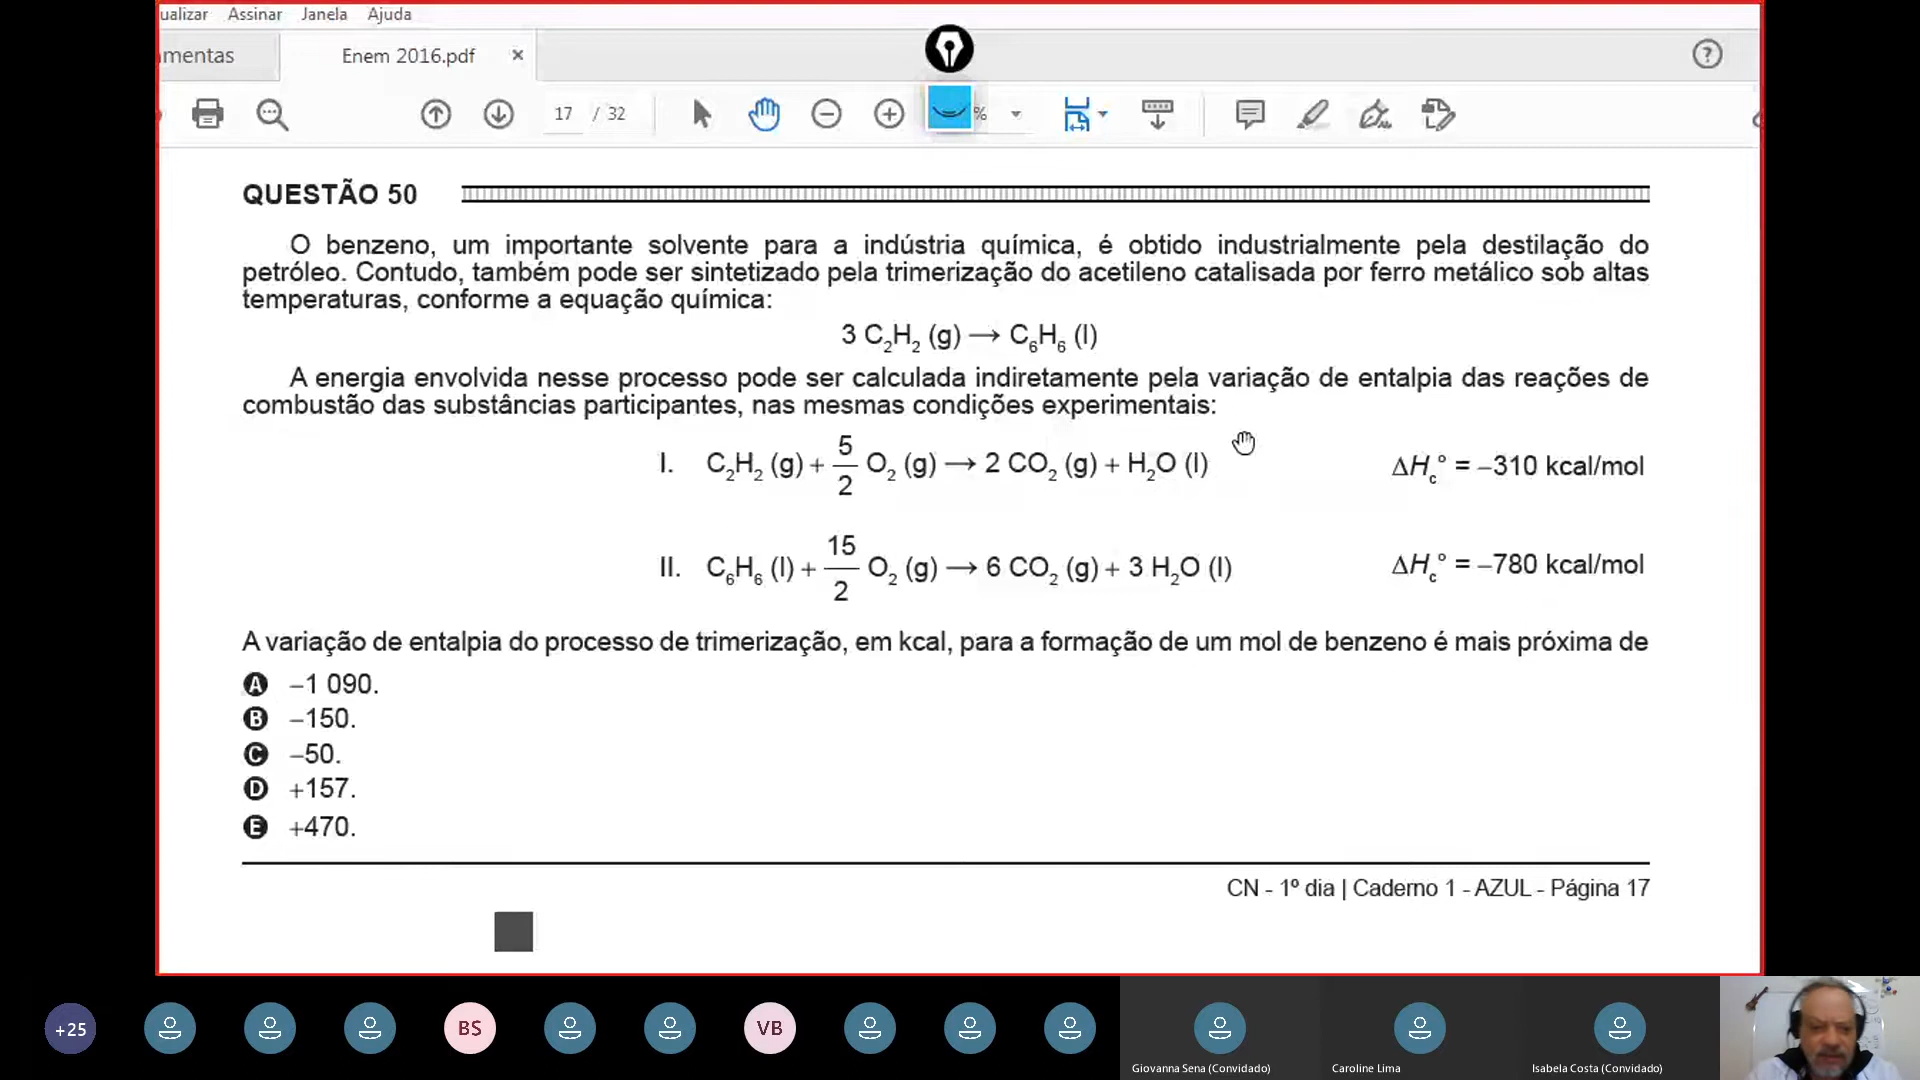 ualizar Assinar Janela Ajuda
mentas Enem 2016.pdf × ?
17 / 32 %
QUESTÃO 50
O benzeno, um importante solvente para a indústria química, é obtido industrialmente pela destilação do
petróleo. Contudo, também pode ser sintetizado pela trimerização do acetileno catalisada por ferro metálico sob altas
temperaturas, conforme a equação química:
3 C₂H₂ (g) → C₆H₆ (l)
A energia envolvida nesse processo pode ser calculada indiretamente pela variação de entalpia das reações de
combustão das substâncias participantes, nas mesmas condições experimentais:
I. C₂H₂ (g) + 5/2 O₂ (g) → 2 CO₂ (g) + H₂O (l) ΔH꜀° = –310 kcal/mol
II. C₆H₆ (l) + 15/2 O₂ (g) → 6 CO₂ (g) + 3 H₂O (l) ΔH꜀° = –780 kcal/mol
A variação de entalpia do processo de trimerização, em kcal, para a formação de um mol de benzeno é mais próxima de
A –1 090.
B –150.
C –50.
D +157.
E +470.
CN - 1º dia | Caderno 1 - AZUL - Página 17
+25 BS VB
Giovanna Sena (Convidado) Caroline Lima Isabela Costa (Convidado)